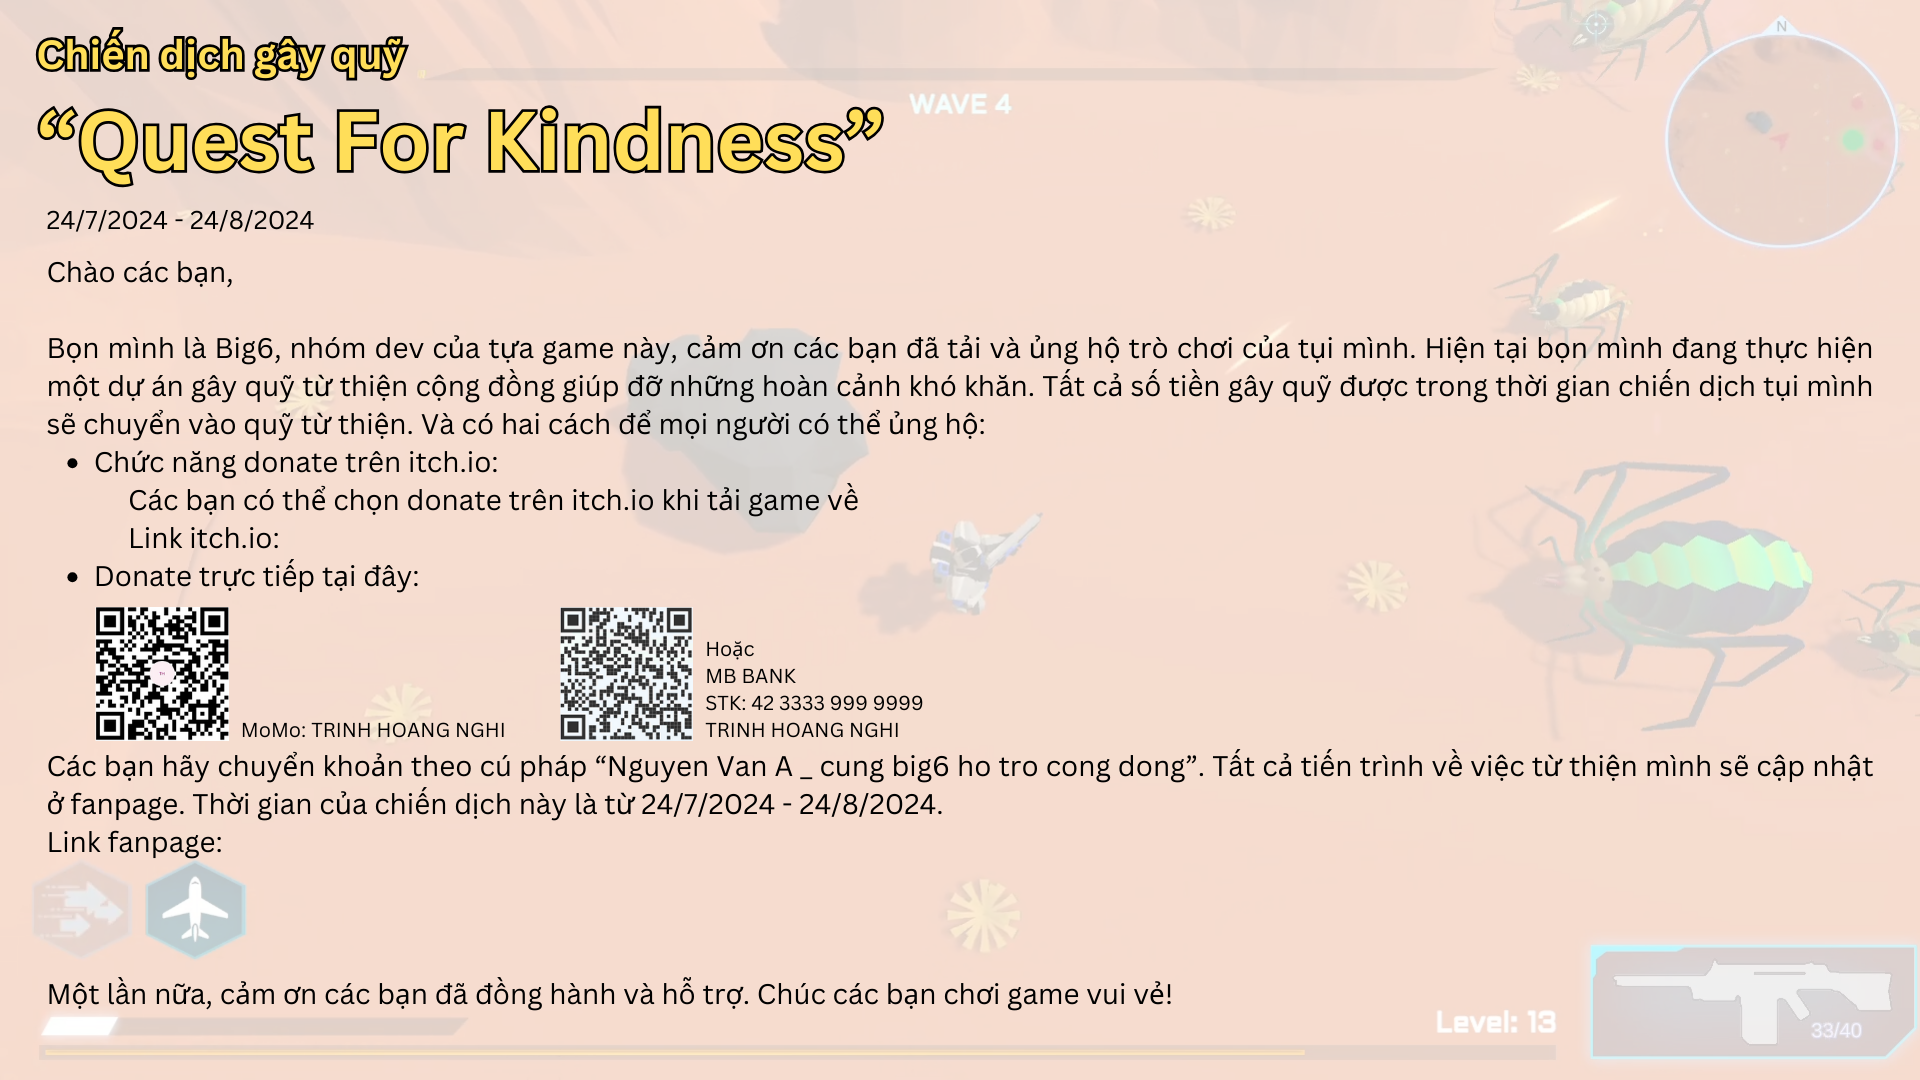 Chiến dịch gây quỹ
“Quest For Kindness”
WAVE 4
N
24/7/2024 - 24/8/2024
Chào các bạn,
Bọn mình là Big6, nhóm dev của tựa game này, cảm ơn các bạn đã tải và ủng hộ trò chơi của tụi mình. Hiện tại bọn mình đang thực hiện
một dự án gây quỹ từ thiện cộng đồng giúp đỡ những hoàn cảnh khó khăn. Tất cả số tiền gây quỹ được trong thời gian chiến dịch tụi mình
sẽ chuyển vào quỹ từ thiện. Và có hai cách để mọi người có thể ủng hộ:
• Chức năng donate trên itch.io:
Các bạn có thể chọn donate trên itch.io khi tải game về
Link itch.io:
• Donate trực tiếp tại đây:
MoMo: TRINH HOANG NGHI
Hoặc
MB BANK
STK: 42 3333 999 9999
TRINH HOANG NGHI
Các bạn hãy chuyển khoản theo cú pháp “Nguyen Van A _ cung big6 ho tro cong dong”. Tất cả tiến trình về việc từ thiện mình sẽ cập nhật
ở fanpage. Thời gian của chiến dịch này là từ 24/7/2024 - 24/8/2024.
Link fanpage:
Một lần nữa, cảm ơn các bạn đã đồng hành và hỗ trợ. Chúc các bạn chơi game vui vẻ!
Level: 13
33/40